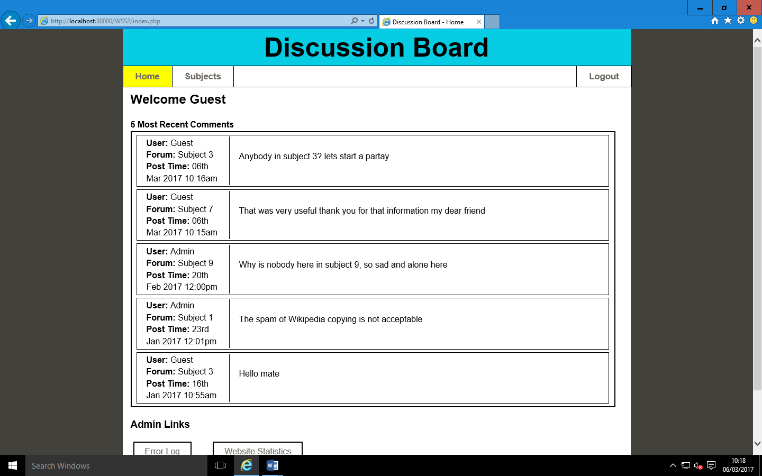 http://localhost:10000/WSS2/index.php
Discussion Board - Home
Discussion Board
Home
Subjects
Logout
Welcome Guest
5 Most Recent Comments
User: Guest
Forum: Subject 3
Post Time: 06th
Mar 2017 10:16am
Anybody in subject 3? lets start a partay
User: Guest
Forum: Subject 7
Post Time: 06th
Mar 2017 10:15am
That was very useful thank you for that information my dear friend
User: Admin
Forum: Subject 9
Post Time: 20th
Feb 2017 12:00pm
Why is nobody here in subject 9, so sad and alone here
User: Admin
Forum: Subject 1
Post Time: 23rd
Jan 2017 12:01pm
The spam of Wikipedia copying is not acceptable
User: Guest
Forum: Subject 3
Post Time: 16th
Jan 2017 10:55am
Hello mate
Admin Links
Error Log
Website Statistics
Search Windows
10:18
06/03/2017